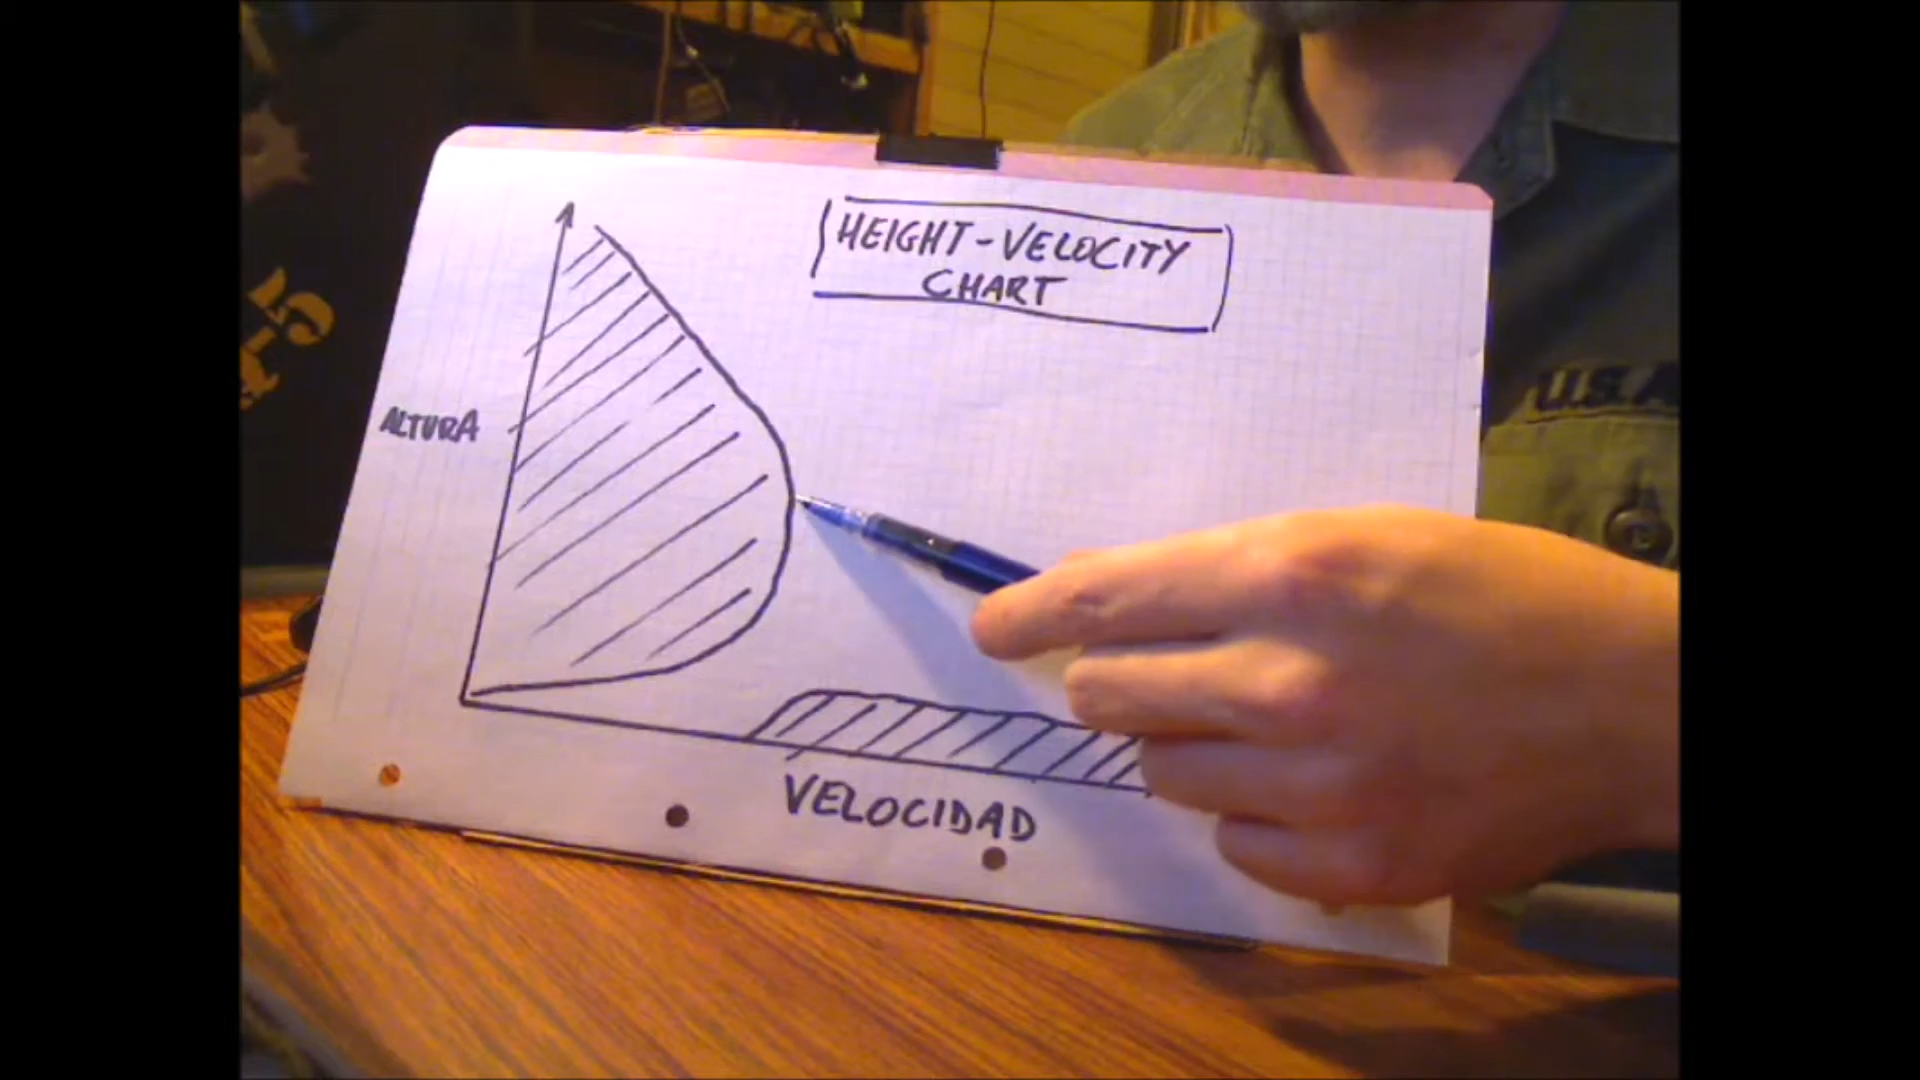 HEIGHT-VELOCITY
CHART
ALTURA
VELOCIDAD
U.S.A